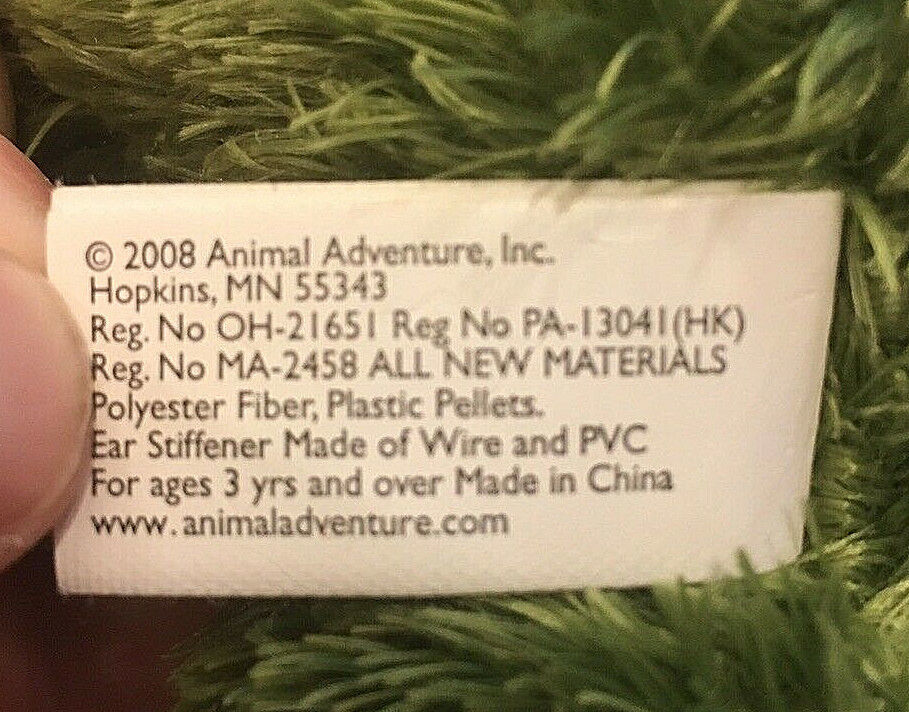 © 2008 Animal Adventure, Inc.
Hopkins, MN 55343
Reg. No OH-21651 Reg No PA-13041(HK)
Reg. No MA-2458 ALL NEW MATERIALS
Polyester Fiber, Plastic Pellets.
Ear Stiffener Made of Wire and PVC
For ages 3 yrs and over Made in China
www.animaladventure.com